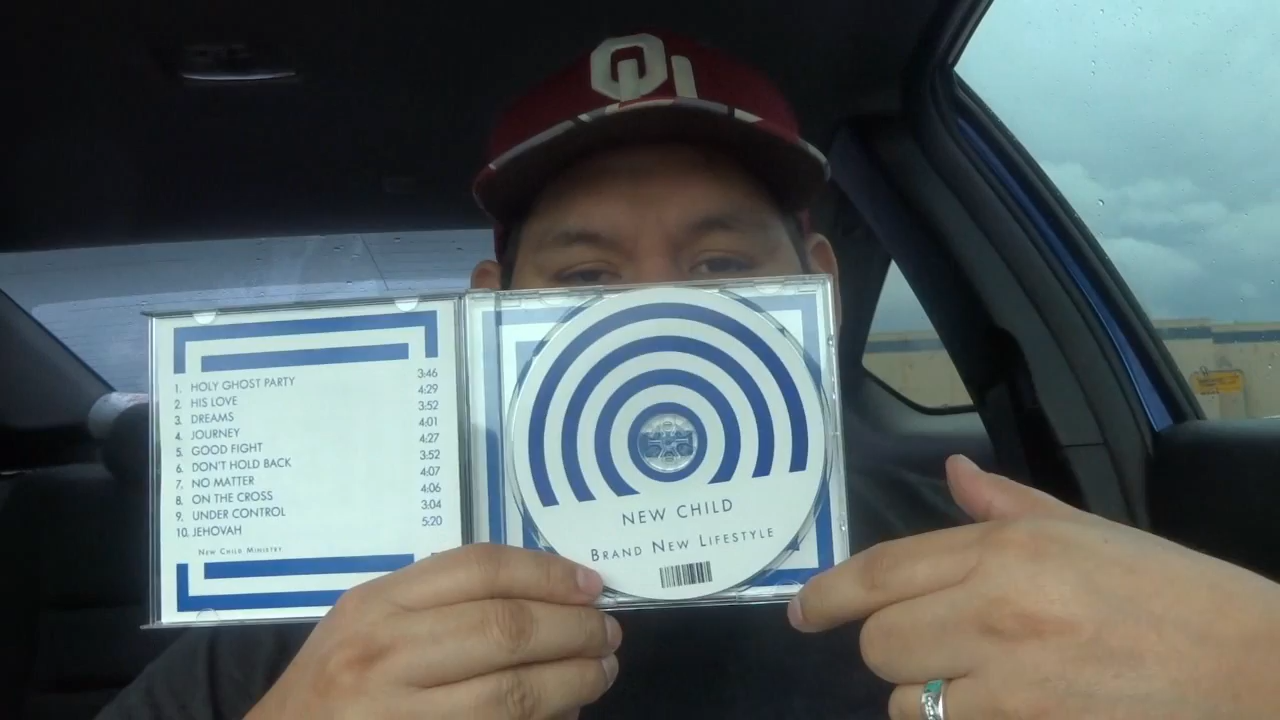 OU
1. HOLY GHOST PARTY 3:46
2. HIS LOVE 4:29
3. DREAMS 3:52
4. JOURNEY 4:01
5. GOOD FIGHT 4:27
6. DON'T HOLD BACK 3:52
7. NO MATTER 4:07
8. ON THE CROSS 4:06
9. UNDER CONTROL 3:04
10. JEHOVAH 5:20
NEW CHILD MINISTRY
NEW CHILD
BRAND NEW LIFESTYLE